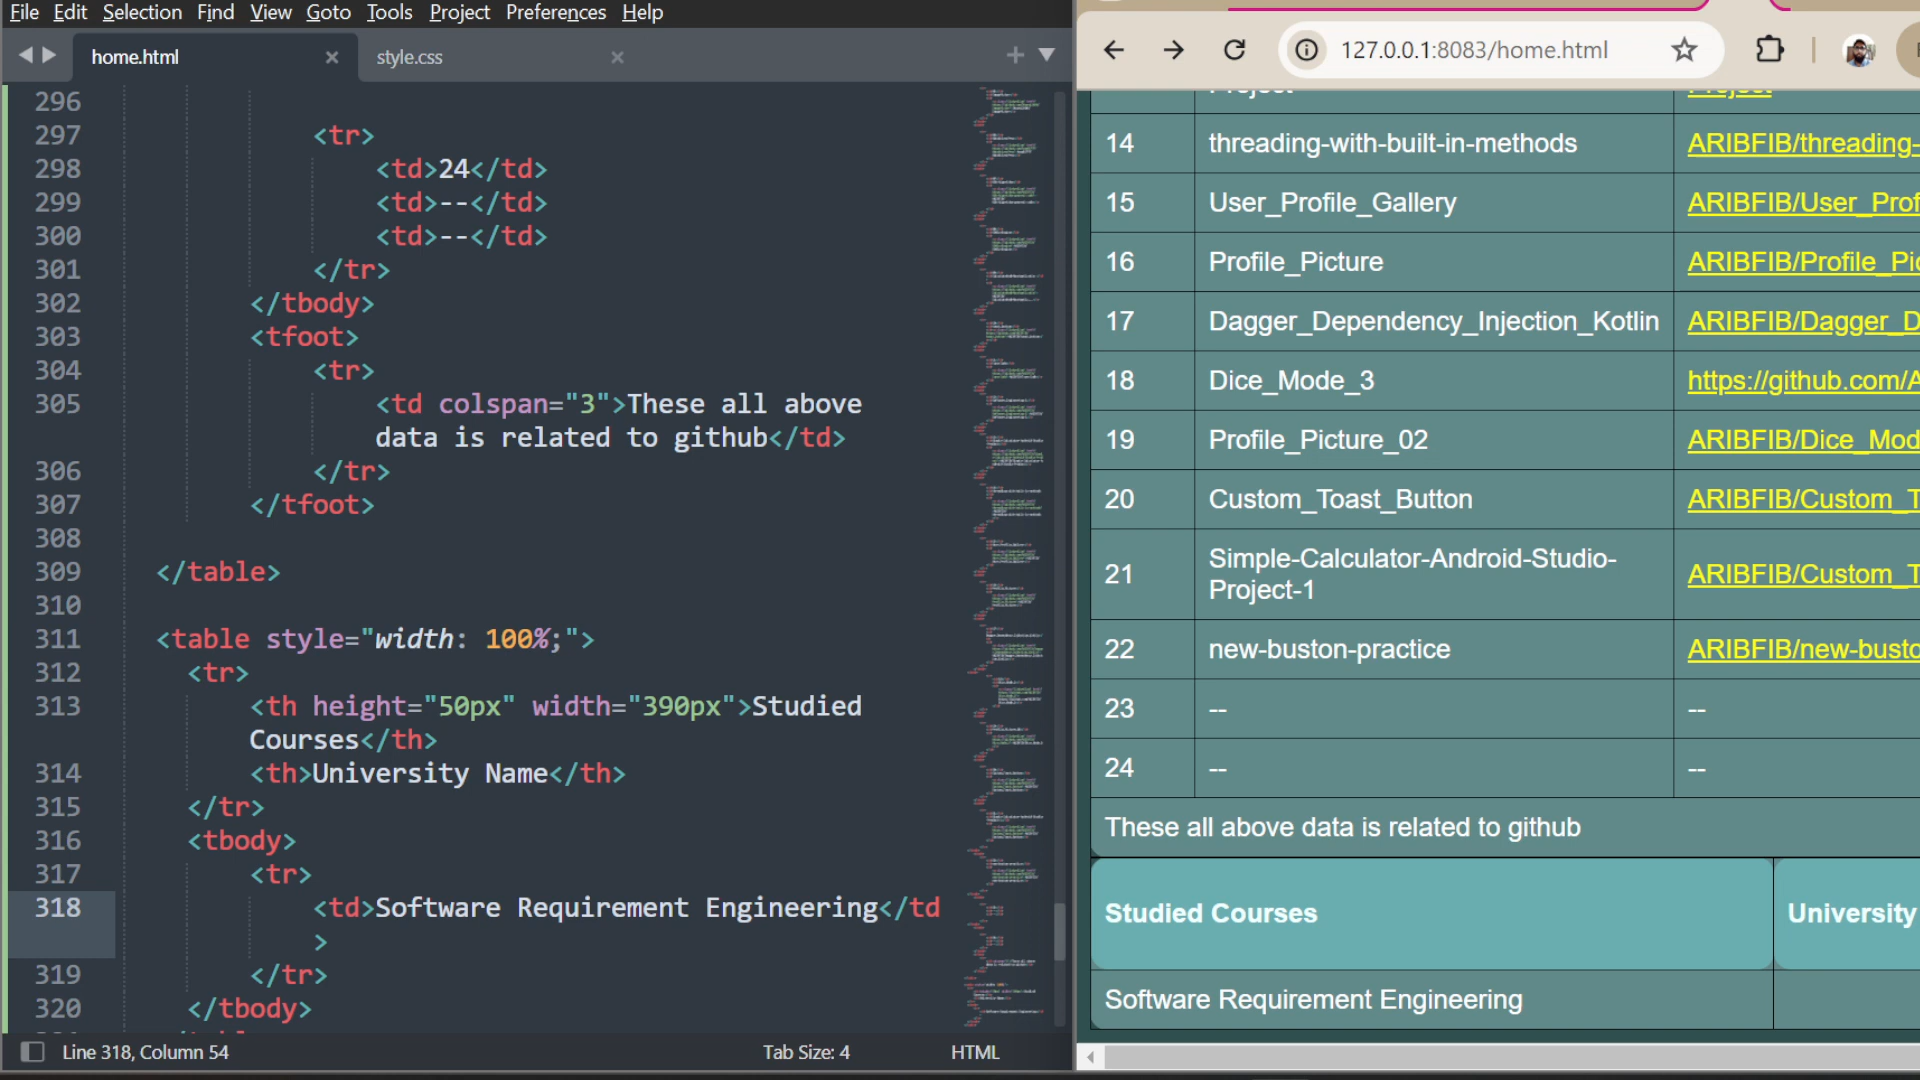 File Edit Selection Find View Goto Tools Project Preferences Help
home.html × style.css ×
296
297 <tr>
298 <td>24</td>
299 <td>--</td>
300 <td>--</td>
301 </tr>
302 </tbody>
303 <tfoot>
304 <tr>
305 <td colspan="3">These all above
data is related to github</td>
306 </tr>
307 </tfoot>
308
309 </table>
310
311 <table style="width: 100%;">
312 <tr>
313 <th height="50px" width="390px">Studied
Courses</th>
314 <th>University Name</th>
315 </tr>
316 <tbody>
317 <tr>
318 <td>Software Requirement Engineering</td
>
319 </tr>
320 </tbody>
Line 318, Column 54 Tab Size: 4 HTML
127.0.0.1:8083/home.html
Project Project
14 threading-with-built-in-methods ARIBFIB/threading-
15 User_Profile_Gallery ARIBFIB/User_Prof
16 Profile_Picture ARIBFIB/Profile_Pic
17 Dagger_Dependency_Injection_Kotlin ARIBFIB/Dagger_D
18 Dice_Mode_3 https://github.com/A
19 Profile_Picture_02 ARIBFIB/Dice_Mod
20 Custom_Toast_Button ARIBFIB/Custom_T
21 Simple-Calculator-Android-Studio-
Project-1 ARIBFIB/Custom_T
22 new-buston-practice ARIBFIB/new-busto
23 -- --
24 -- --
These all above data is related to github
Studied Courses University
Software Requirement Engineering